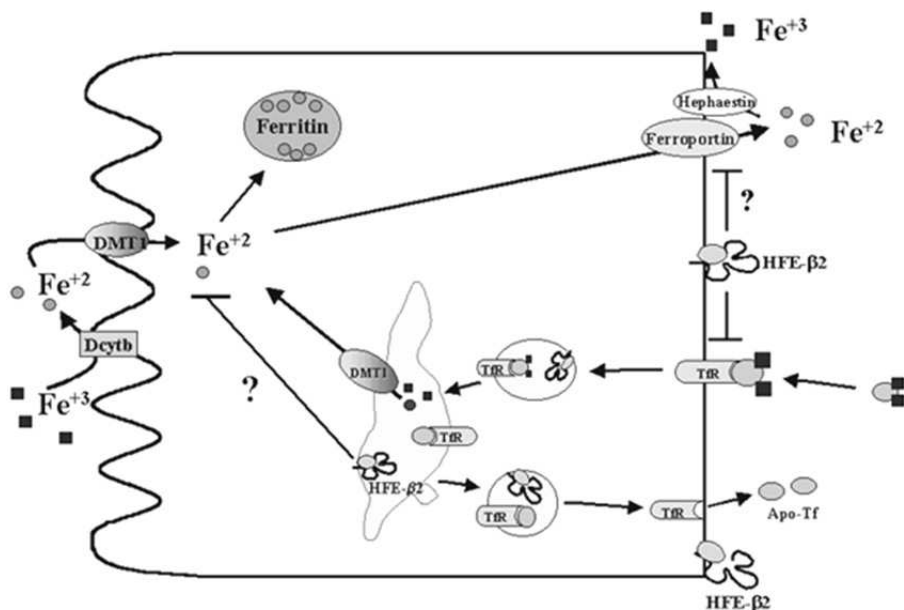 Fe+3
Hephaestin
Ferroportin
Fe+2
Ferritin
?
DMT1
Fe+2
Fe+2
HFE-β2
Dcytb
?
DMT1
TfR
TfR
Fe+3
TfR
HFE-β2
TfR
TfR
Apo-Tf
HFE-β2